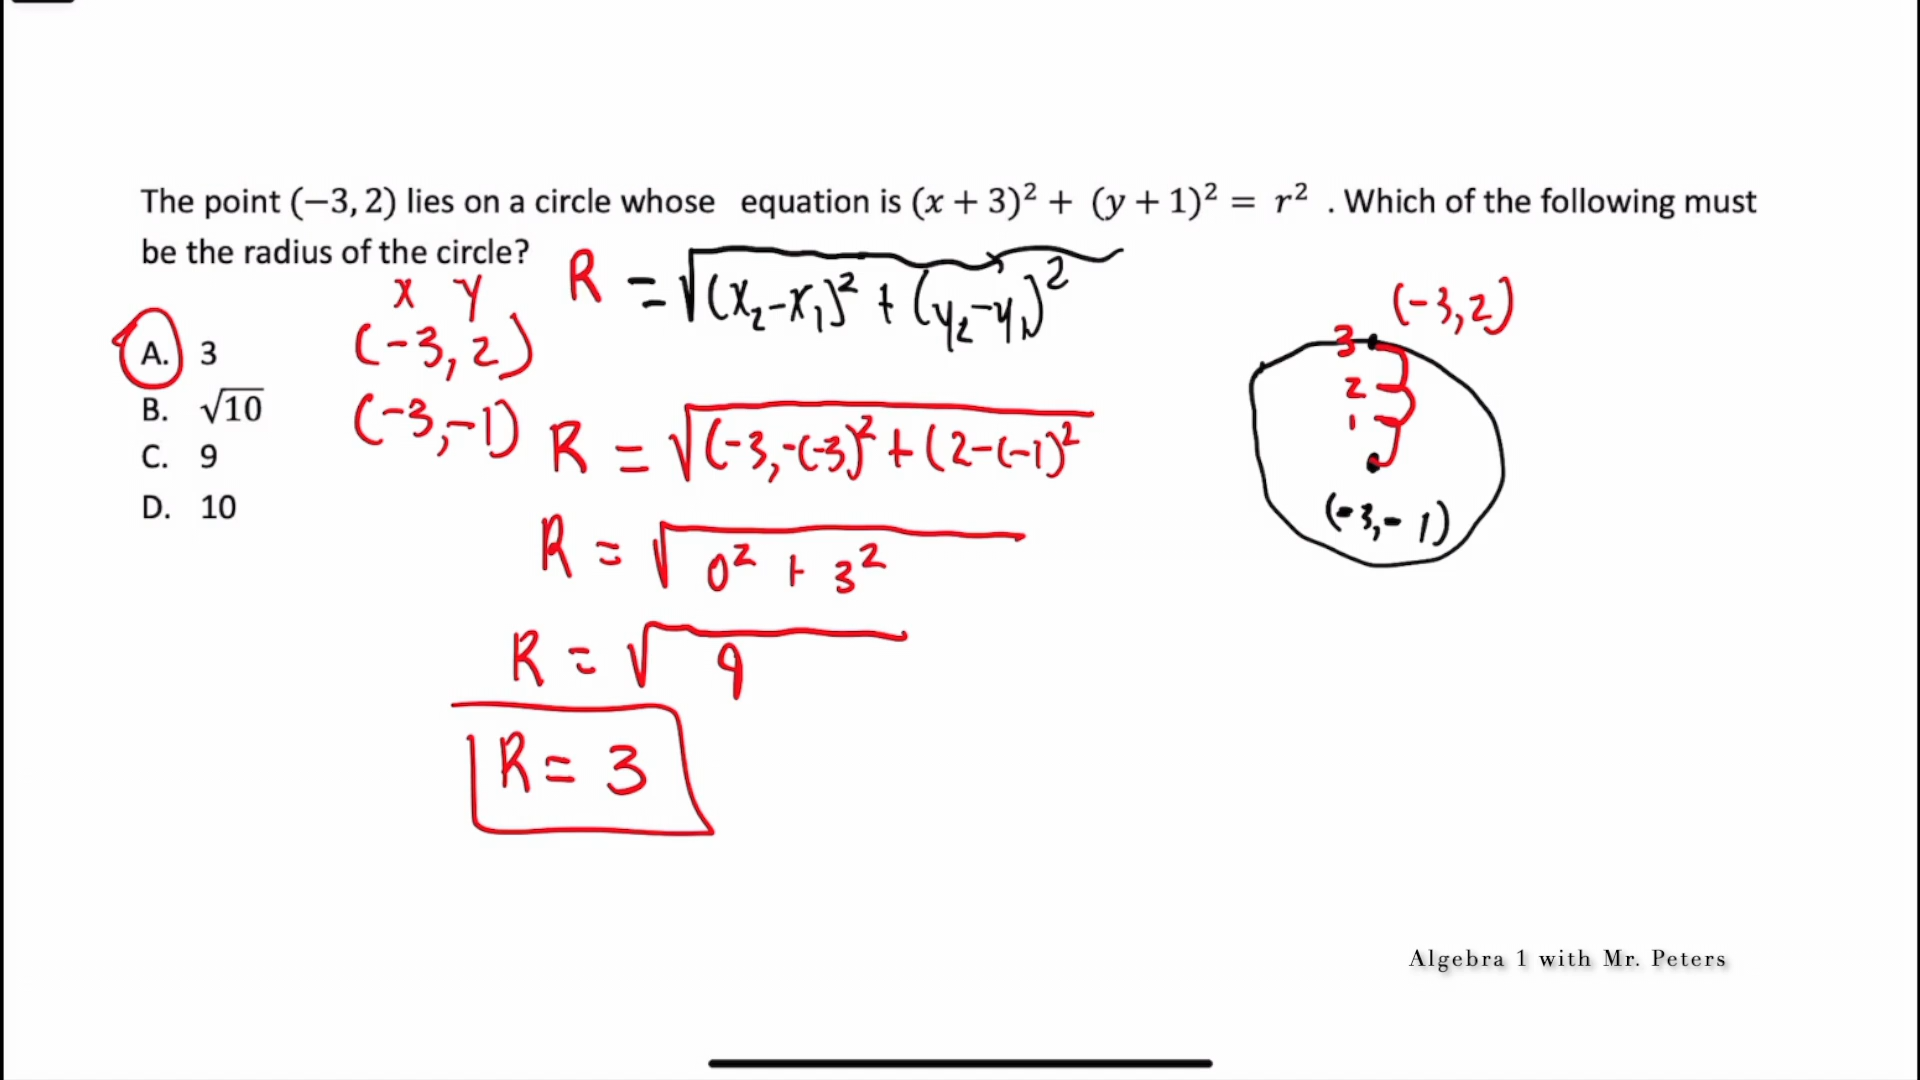 The point (−3, 2) lies on a circle whose equation is (x + 3)² + (y + 1)² = r² . Which of the following must
be the radius of the circle?
A. 3
B. √10
C. 9
D. 10
x y
(-3, 2)
(-3,-1)
R = √(x₂-x₁)² + (y₂-y₁)²
R = √(-3,-(-3)² + (2-(-1)²
R = √0² + 3²
R = √9
R = 3
(-3,2)
3
2
1
(-3,-1)
Algebra 1 with Mr. Peters